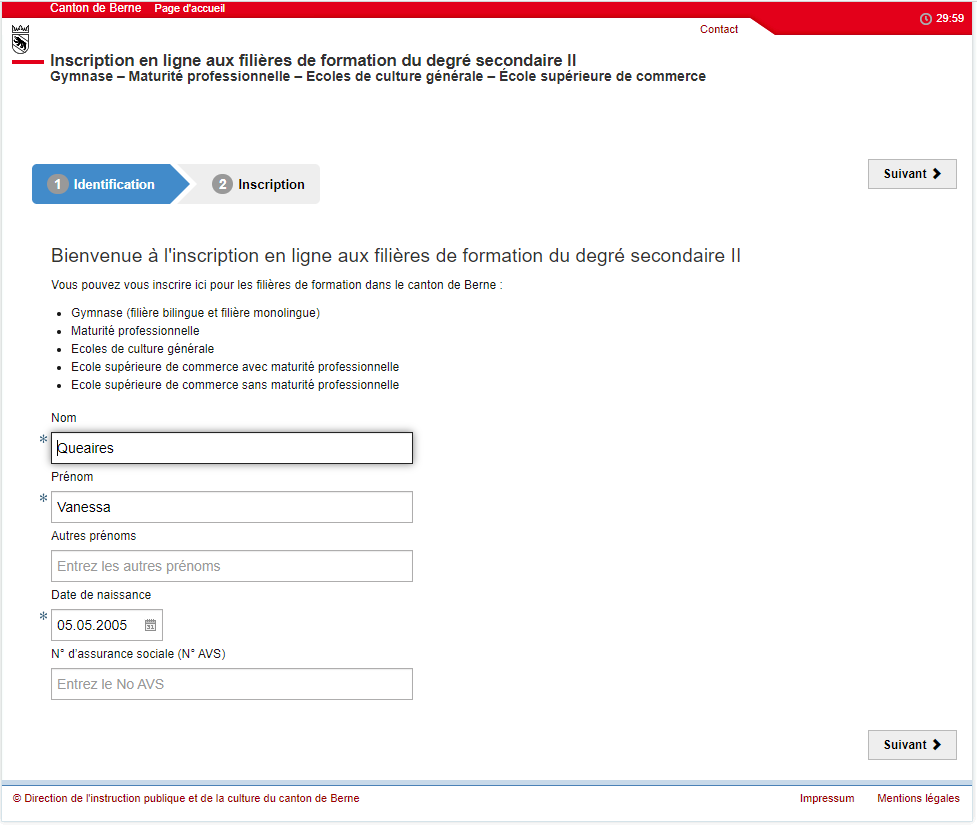 Canton de Berne Page d'accueil
29:59
Contact
Inscription en ligne aux filières de formation du degré secondaire II
Gymnase – Maturité professionnelle – Ecoles de culture générale – École supérieure de commerce
Suivant
1 Identification 2 Inscription
Bienvenue à l'inscription en ligne aux filières de formation du degré secondaire II
Vous pouvez vous inscrire ici pour les filières de formation dans le canton de Berne :
• Gymnase (filière bilingue et filière monolingue)
• Maturité professionnelle
• Ecoles de culture générale
• Ecole supérieure de commerce avec maturité professionnelle
• Ecole supérieure de commerce sans maturité professionnelle
Nom
* Queaires
Prénom
* Vanessa
Autres prénoms
Entrez les autres prénoms
Date de naissance
* 05.05.2005
N° d'assurance sociale (N° AVS)
Entrez le No AVS
Suivant
© Direction de l'instruction publique et de la culture du canton de Berne
Impressum Mentions légales